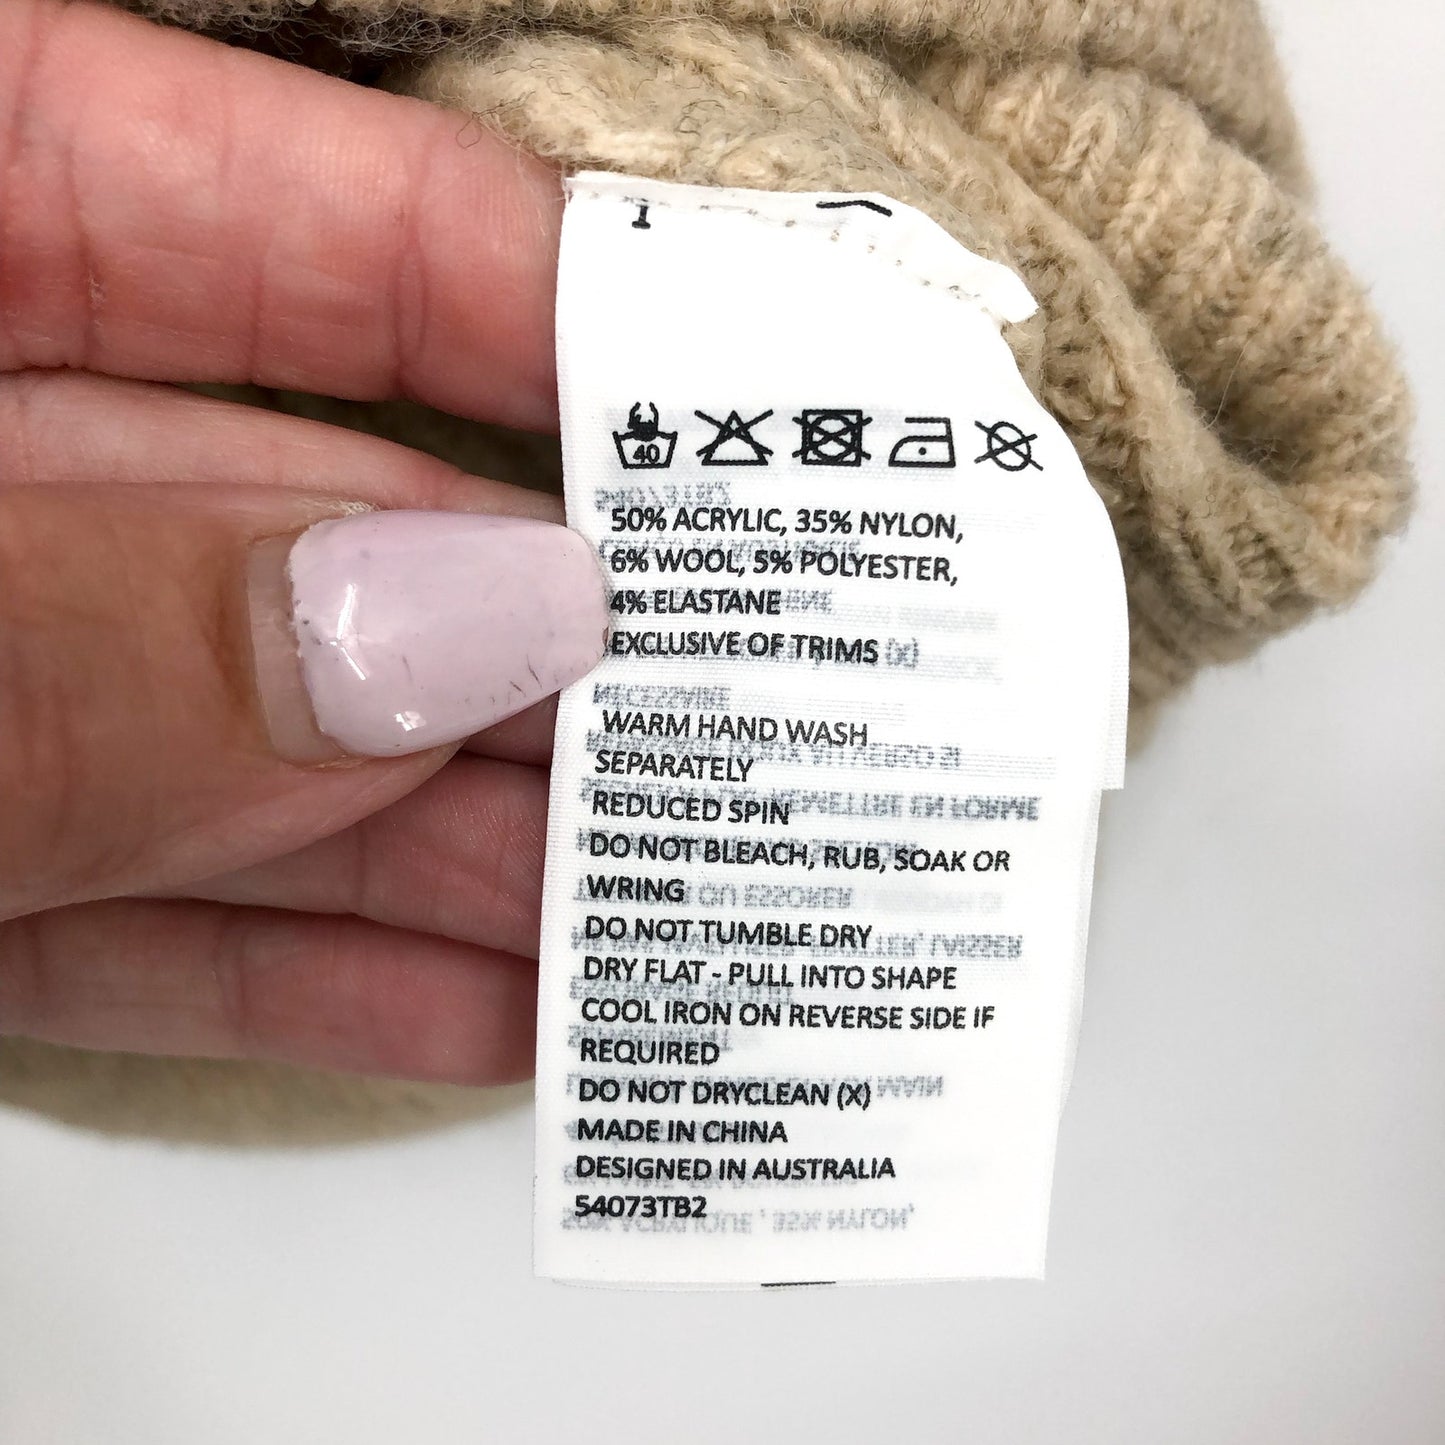 40
50% ACRYLIC, 35% NYLON,
6% WOOL, 5% POLYESTER,
4% ELASTANE
EXCLUSIVE OF TRIMS (X)
WARM HAND WASH
SEPARATELY
REDUCED SPIN
DO NOT BLEACH, RUB, SOAK OR
WRING
DO NOT TUMBLE DRY
DRY FLAT - PULL INTO SHAPE
COOL IRON ON REVERSE SIDE IF
REQUIRED
DO NOT DRYCLEAN (X)
MADE IN CHINA
DESIGNED IN AUSTRALIA
54073TB2